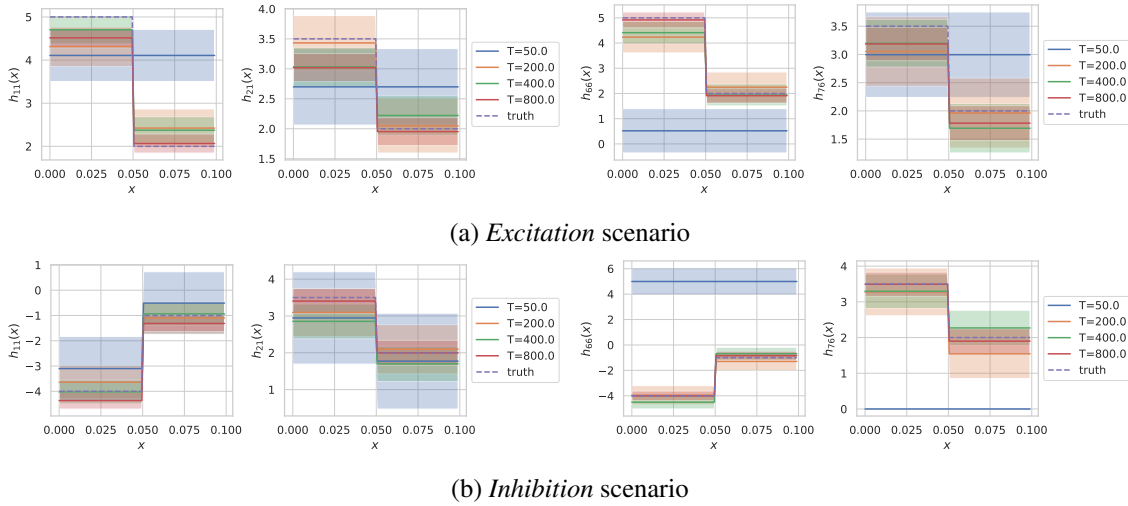 5
4
3
2
h₁₁(x)
0.000 0.025 0.050 0.075 0.100
x
3.5
3.0
2.5
2.0
1.5
h₂₁(x)
0.000 0.025 0.050 0.075 0.100
x
T=50.0
T=200.0
T=400.0
T=800.0
truth
5
4
3
2
1
0
h₆₆(x)
0.000 0.025 0.050 0.075 0.100
x
3.5
3.0
2.5
2.0
1.5
h₇₆(x)
0.000 0.025 0.050 0.075 0.100
x
T=50.0
T=200.0
T=400.0
T=800.0
truth
(a) Excitation scenario
1
0
−1
−2
−3
−4
h₁₁(x)
0.000 0.025 0.050 0.075 0.100
x
4
3
2
1
h₂₁(x)
0.000 0.025 0.050 0.075 0.100
x
T=50.0
T=200.0
T=400.0
T=800.0
truth
6
4
2
0
−2
−4
h₆₆(x)
0.000 0.025 0.050 0.075 0.100
x
4
3
2
1
0
h₇₆(x)
0.000 0.025 0.050 0.075 0.100
x
T=50.0
T=200.0
T=400.0
T=800.0
truth
(b) Inhibition scenario